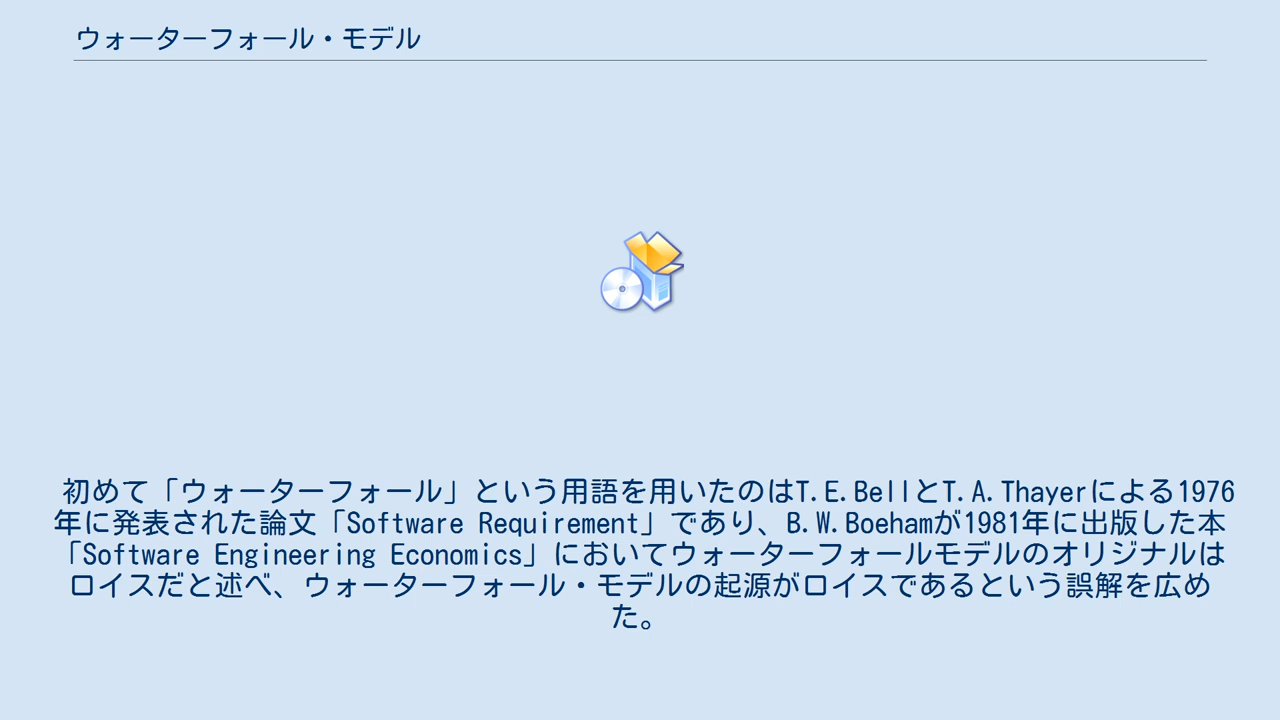 ウォーターフォール・モデル
初めて「ウォーターフォール」という用語を用いたのはT.E.BellとT.A.Thayerによる1976
年に発表された論文「Software Requirement」であり、B.W.Boehamが1981年に出版した本
「Software Engineering Economics」においてウォーターフォールモデルのオリジナルは
ロイスだと述べ、ウォーターフォール・モデルの起源がロイスであるという誤解を広め
た。